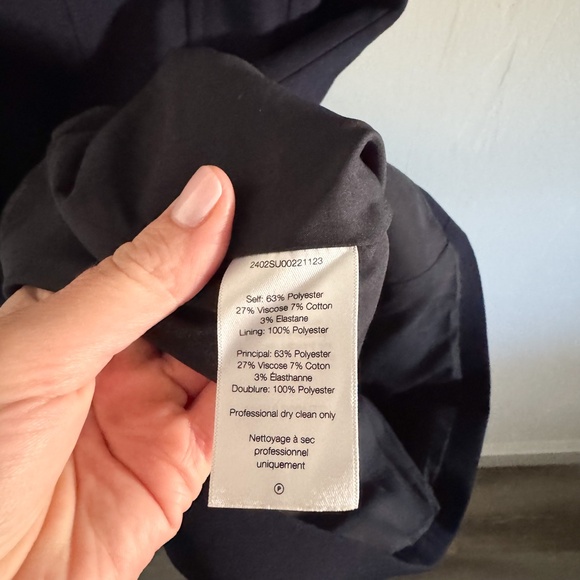 2402SU00221123
Self: 63% Polyester
27% Viscose 7% Cotton
3% Elastane
Lining: 100% Polyester
Principal: 63% Polyester
27% Viscose 7% Coton
3% Élasthanne
Doublure: 100% Polyester
Professional dry clean only
Nettoyage à sec
professionnel
uniquement
P